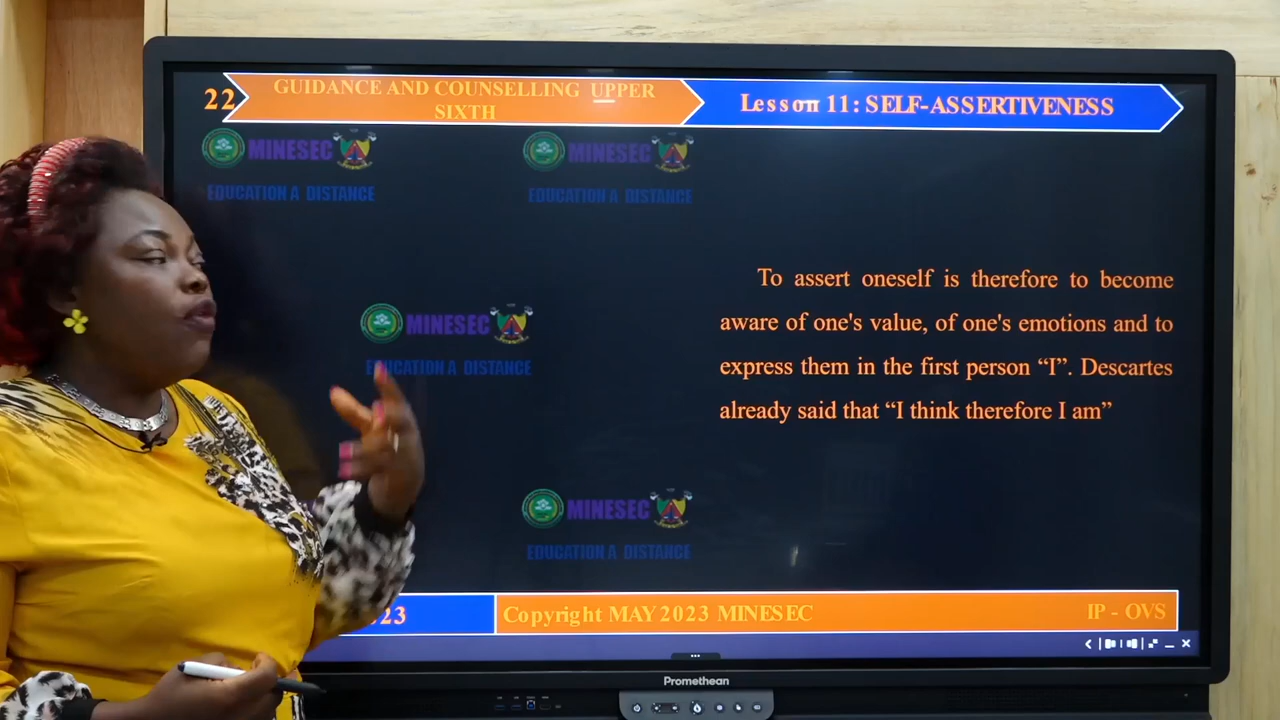 22
GUIDANCE AND COUNSELLING UPPER
SIXTH
Lesson 11: SELF-ASSERTIVENESS
MINESEC
EDUCATION A DISTANCE
MINESEC
EDUCATION A DISTANCE
To assert oneself is therefore to become
aware of one's value, of one's emotions and to
express them in the first person “I”. Descartes
already said that “I think therefore I am”
MINESEC
EDUCATION A DISTANCE
MINESEC
EDUCATION A DISTANCE
23
Copyright MAY 2023 MINESEC
IP - OVS
Promethean